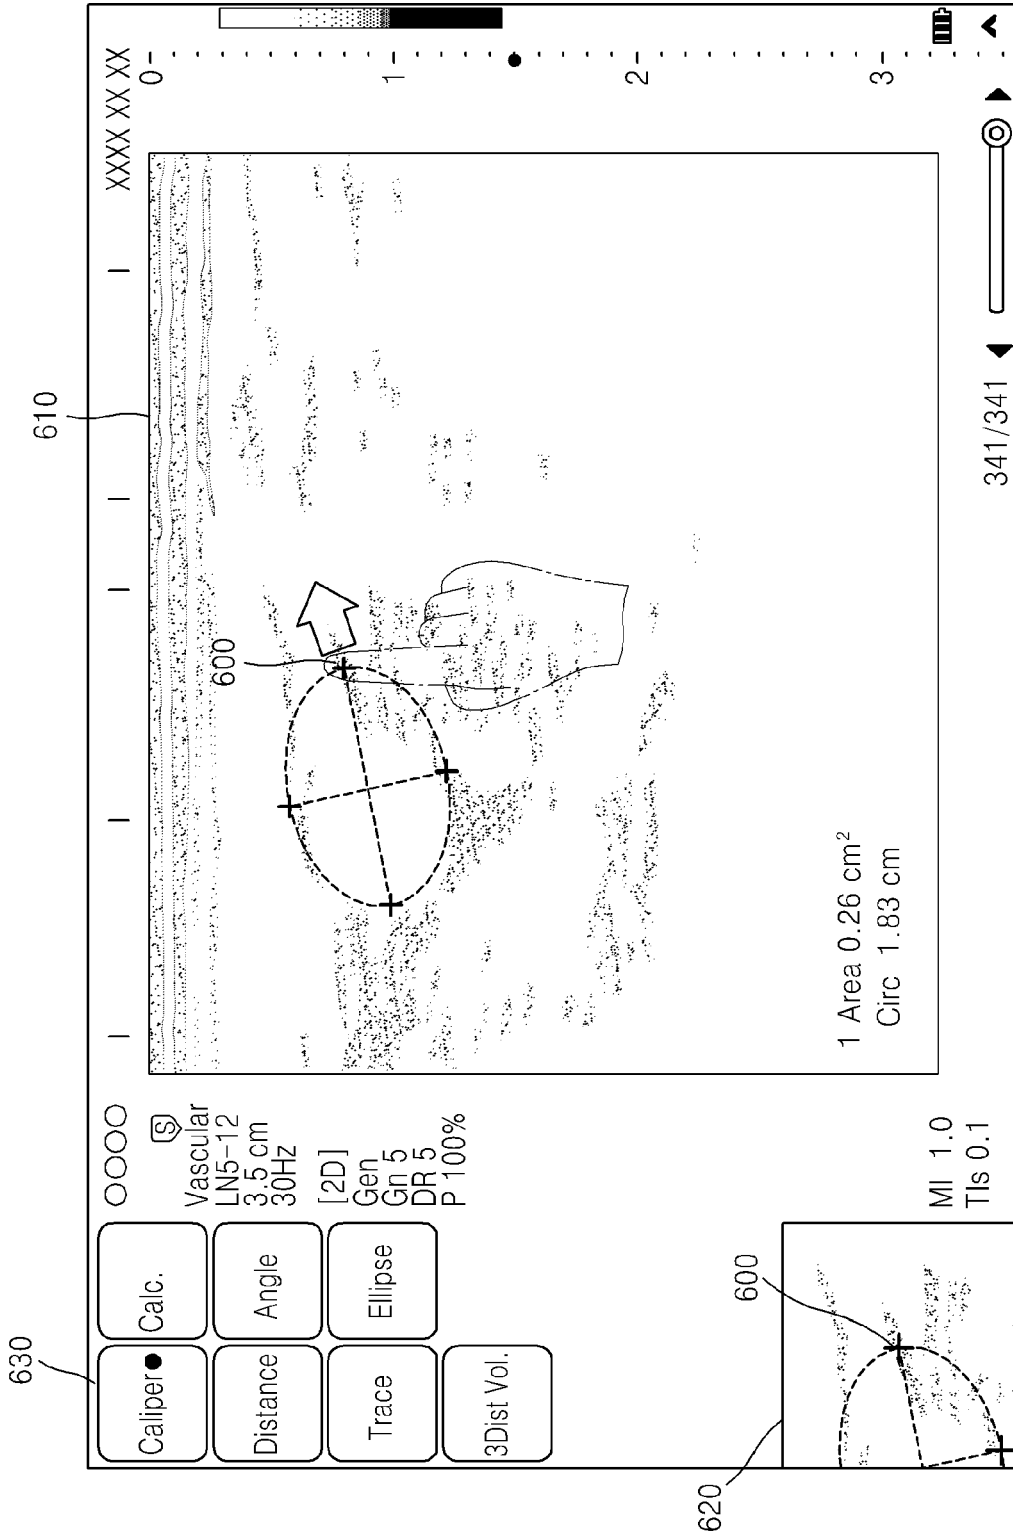 630
610
Caliper
Calc.
Distance
Angle
Trace
Ellipse
3Dist Vol.
○○○○
XXXX XX XX
S
Vascular
LN5-12
3.5 cm
30Hz
[2D]
Gen
Gn 5
DR 5
P 100%
0
1
2
3
600
1 Area 0.26 cm²
Circ 1.83 cm
620
600
MI 1.0
TIs 0.1
341/341